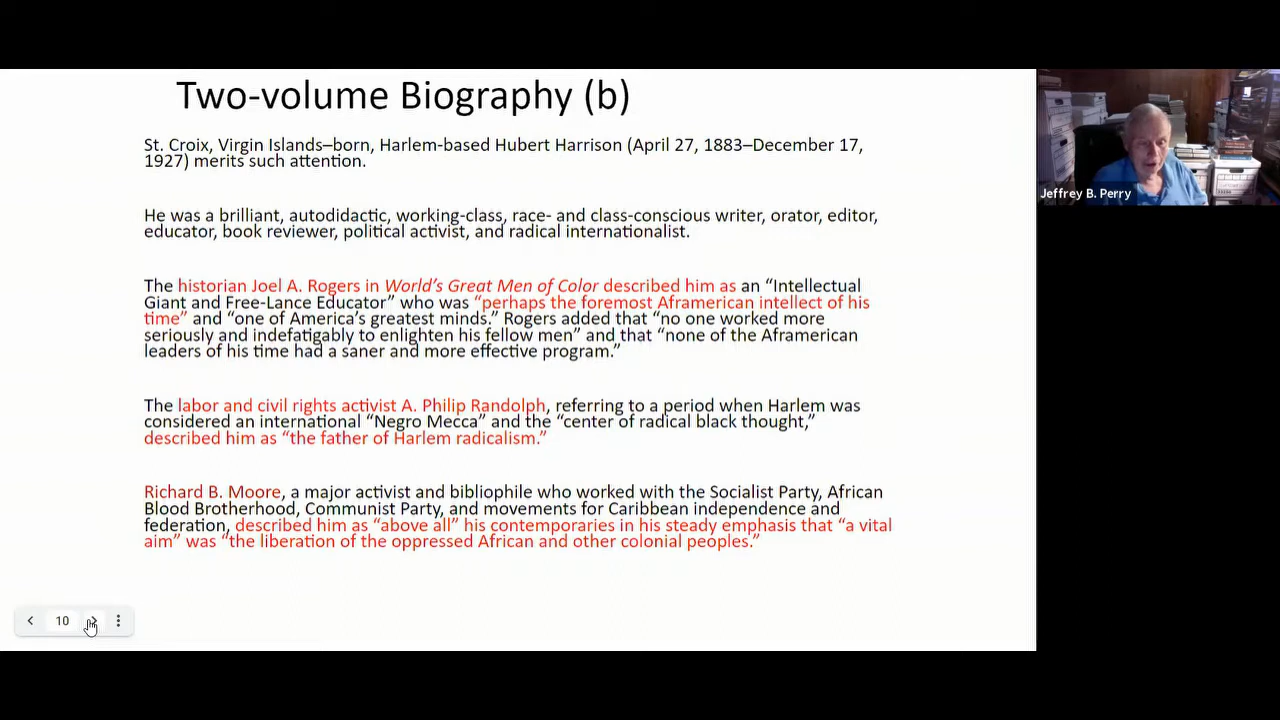 Two-volume Biography (b)
St. Croix, Virgin Islands–born, Harlem-based Hubert Harrison (April 27, 1883–December 17,
1927) merits such attention.
He was a brilliant, autodidactic, working-class, race- and class-conscious writer, orator, editor,
educator, book reviewer, political activist, and radical internationalist.
The historian Joel A. Rogers in World’s Great Men of Color described him as an “Intellectual
Giant and Free-Lance Educator” who was “perhaps the foremost Aframerican intellect of his
time” and “one of America’s greatest minds.” Rogers added that “no one worked more
seriously and indefatigably to enlighten his fellow men” and that “none of the Aframerican
leaders of his time had a saner and more effective program.”
The labor and civil rights activist A. Philip Randolph, referring to a period when Harlem was
considered an international “Negro Mecca” and the “center of radical black thought,”
described him as “the father of Harlem radicalism.”
Richard B. Moore, a major activist and bibliophile who worked with the Socialist Party, African
Blood Brotherhood, Communist Party, and movements for Caribbean independence and
federation, described him as “above all” his contemporaries in his steady emphasis that “a vital
aim” was “the liberation of the oppressed African and other colonial peoples.”
10
Jeffrey B. Perry